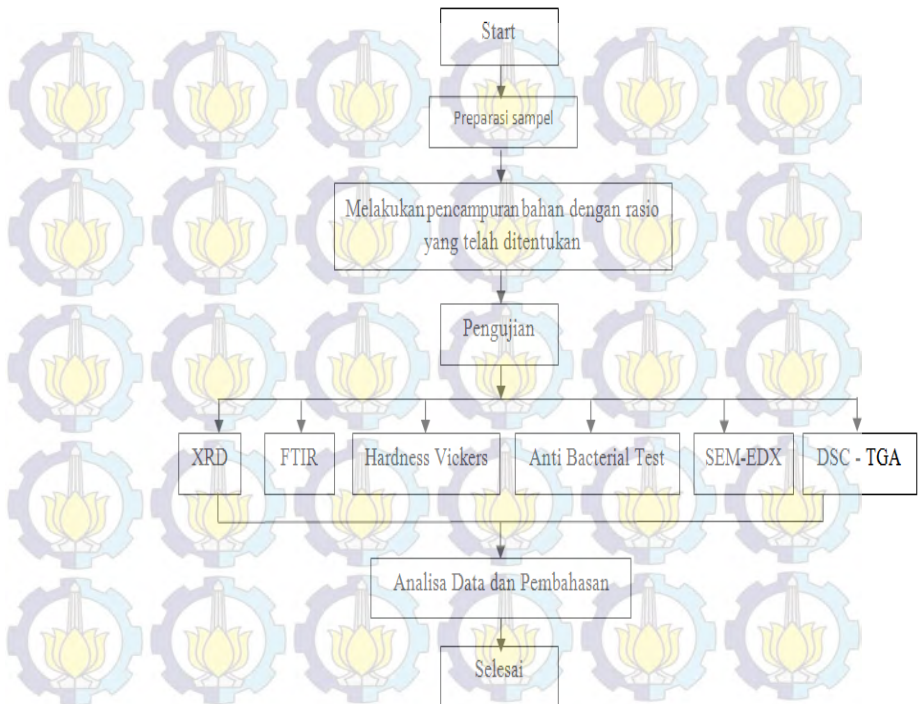 Start
Preparasi sampel
Melakukan pencampuran bahan dengan rasio
yang telah ditentukan
Pengujian
XRD
FTIR
Hardness Vickers
Anti Bacterial Test
SEM-EDX
DSC - TGA
Analisa Data dan Pembahasan
Selesai